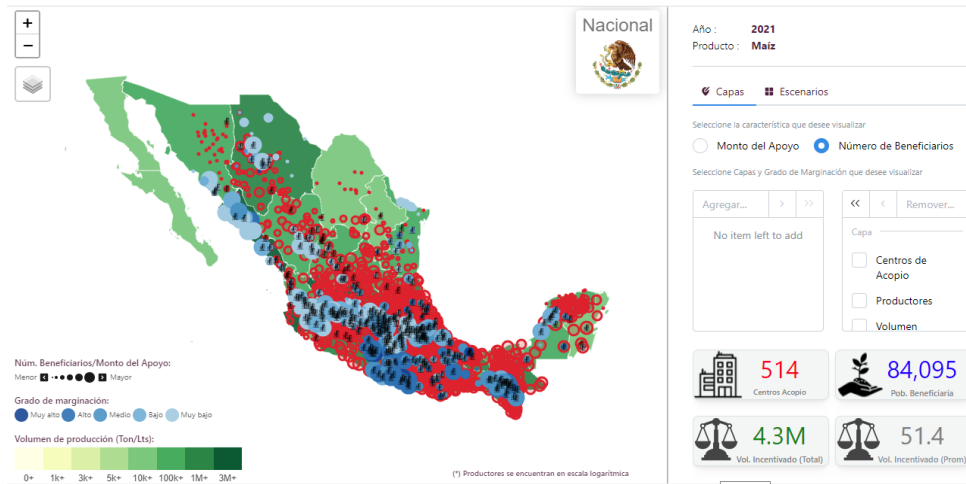 +
−
Nacional
Año : 2021
Producto : Maíz
Capas Escenarios
Seleccione la característica que desee visualizar
Monto del Apoyo Número de Beneficiarios
Seleccione Capas y Grado de Marginación que desee visualizar
Agregar... > >> << < Remover...
No item left to add
Capa
Centros de
Acopio
Productores
Volumen
514
Centros Acopio
84,095
Pob. Beneficiaria
4.3M
Vol. Incentivado (Total)
51.4
Vol. Incentivado (Prom)
Núm. Beneficiarios/Monto del Apoyo:
Menor Mayor
Grado de marginación:
Muy alto Alto Medio Bajo Muy bajo
Volumen de producción (Ton/Lts):
0+ 1k+ 3k+ 5k+ 10k+ 100k+ 1M+ 3M+
(*) Productores se encuentran en escala logarítmica